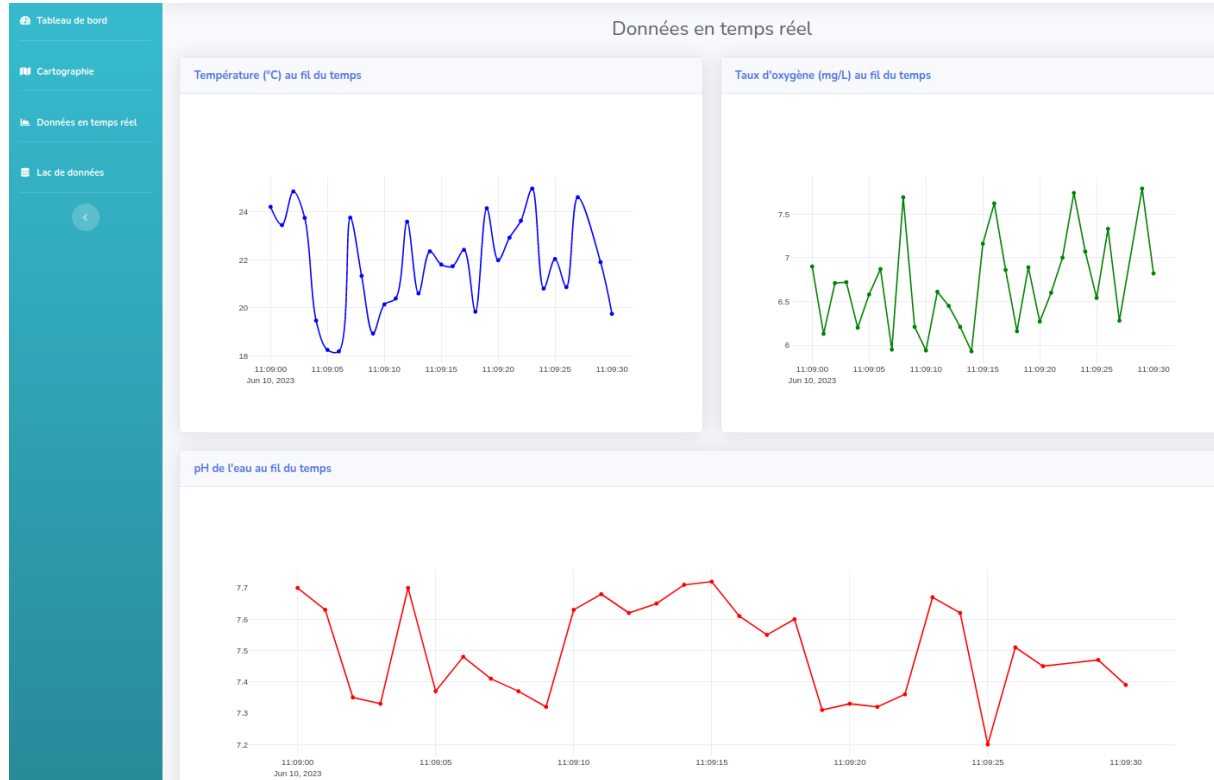 Tableau de bord
Cartographie
Données en temps réel
Lac de données
Données en temps réel
Température (°C) au fil du temps
24
22
20
18
11:09:00 11:09:05 11:09:10 11:09:15 11:09:20 11:09:25 11:09:30
Jun 10, 2023
Taux d'oxygène (mg/L) au fil du temps
7.5
7
6.5
6
11:09:00 11:09:05 11:09:10 11:09:15 11:09:20 11:09:25 11:09:30
Jun 10, 2023
pH de l'eau au fil du temps
7.7
7.6
7.5
7.4
7.3
7.2
11:09:00 11:09:05 11:09:10 11:09:15 11:09:20 11:09:25 11:09:30
Jun 10, 2023